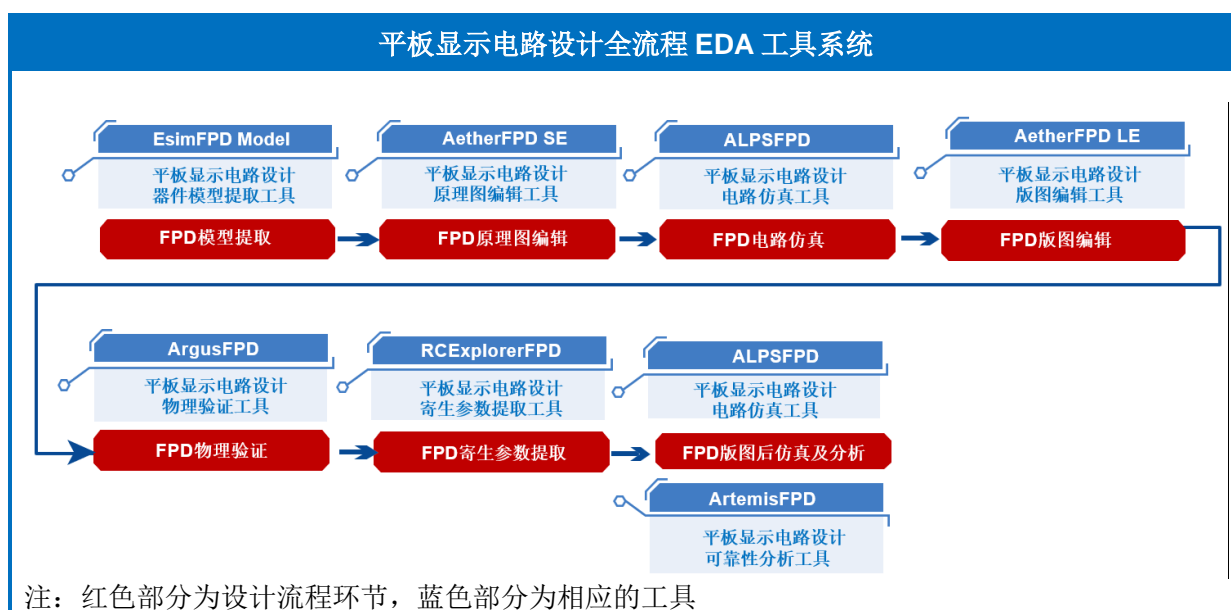 平板显示电路设计全流程 EDA 工具系统
EsimFPD Model
平板显示电路设计
器件模型提取工具
FPD模型提取
AetherFPD SE
平板显示电路设计
原理图编辑工具
FPD原理图编辑
ALPSFPD
平板显示电路设计
电路仿真工具
FPD电路仿真
AetherFPD LE
平板显示电路设计
版图编辑工具
FPD版图编辑
ArgusFPD
平板显示电路设计
物理验证工具
FPD物理验证
RCExplorerFPD
平板显示电路设计
寄生参数提取工具
FPD寄生参数提取
ALPSFPD
平板显示电路设计
电路仿真工具
FPD版图后仿真及分析
ArtemisFPD
平板显示电路设计
可靠性分析工具
注：红色部分为设计流程环节，蓝色部分为相应的工具